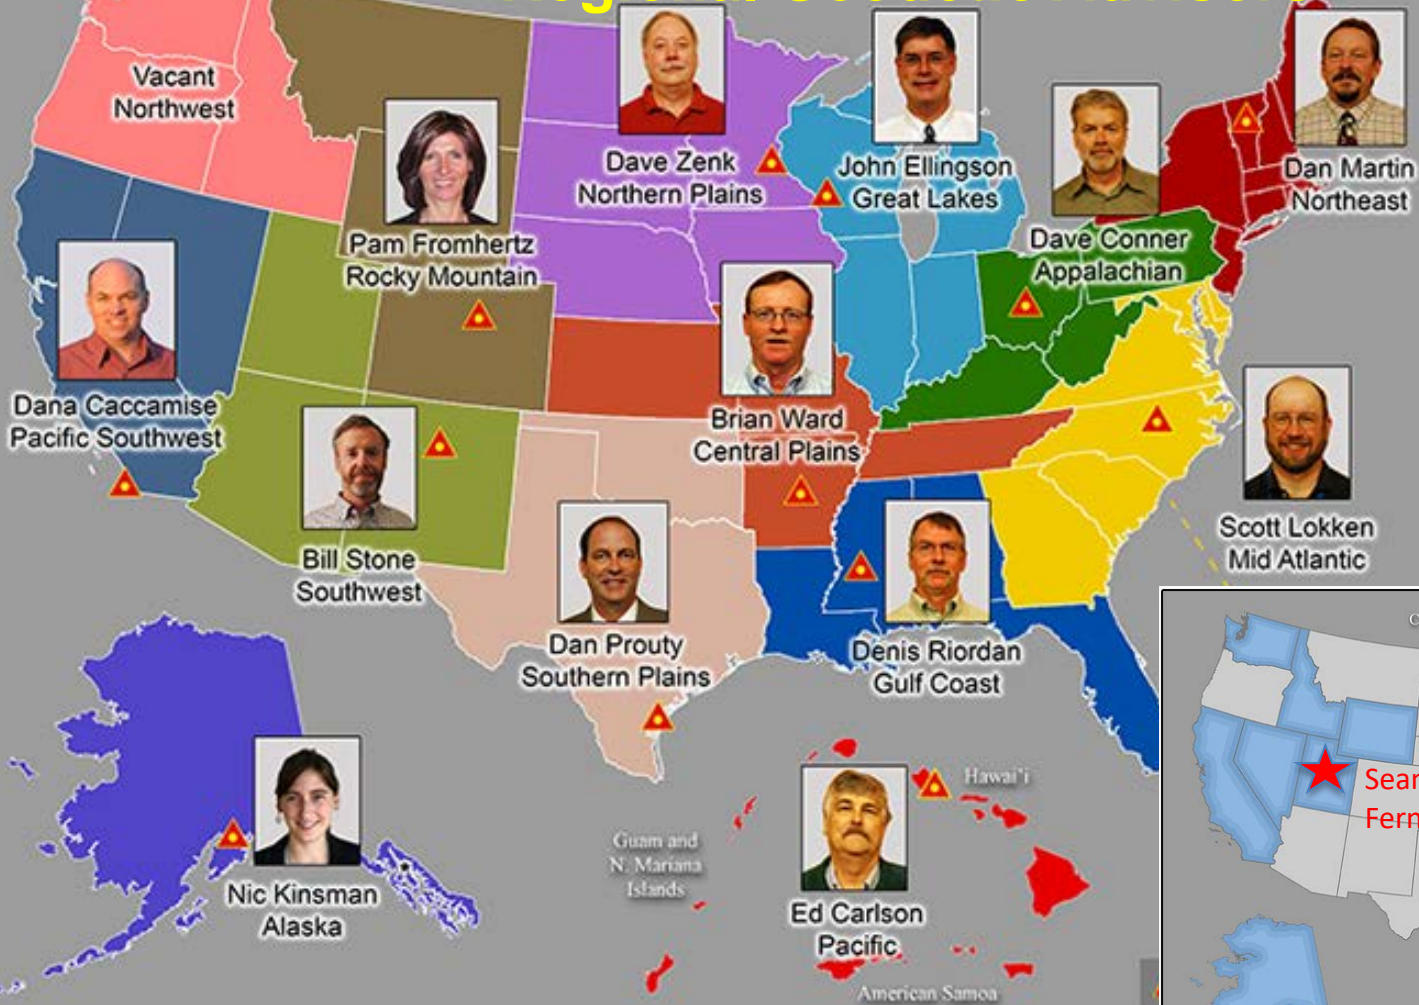 Regional Geodetic Advisors
Vacant
Northwest
Dave Zenk
Northern Plains
John Ellingson
Great Lakes
Dan Martin
Northeast
Pam Fromhertz
Rocky Mountain
Dave Conner
Appalachian
Dana Caccamise
Pacific Southwest
Brian Ward
Central Plains
Scott Lokken
Mid Atlantic
Bill Stone
Southwest
Dan Prouty
Southern Plains
Denis Riordan
Gulf Coast
Hawai'i
Guam and
N. Mariana
Islands
Nic Kinsman
Alaska
Ed Carlson
Pacific
American Samoa
Sear
Fern